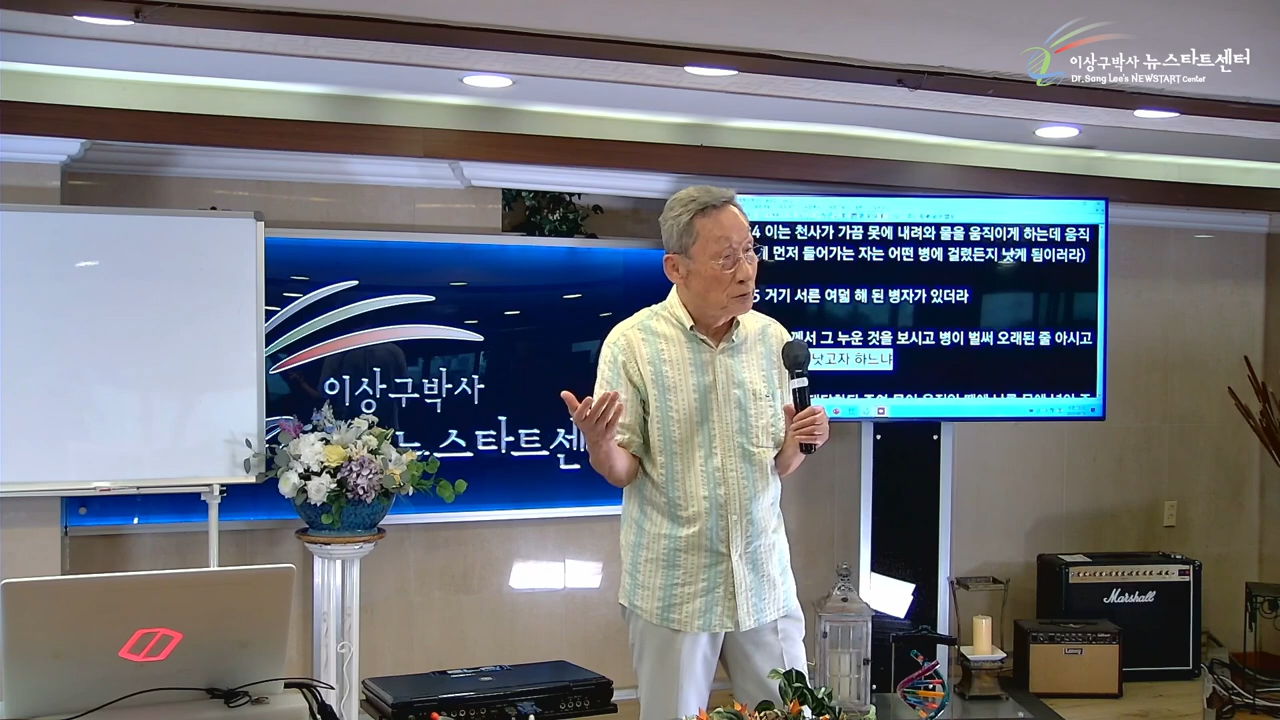 이상구박사 뉴스타트센터
Dr. Sang Lee's NEWSTART Center
4 이는 천사가 가끔 못에 내려와 물을 움직이게 하는데 움직
먼저 들어가는 자는 어떤 병에 걸렸든지 낫게 됨이러라)
5 거기 서른 여덟 해 된 병자가 있더라
께서 그 누운 것을 보시고 병이 벌써 오래된 줄 아시고
낫고자 하느냐
이상구박사
뉴스타트센
Marshall
Laney